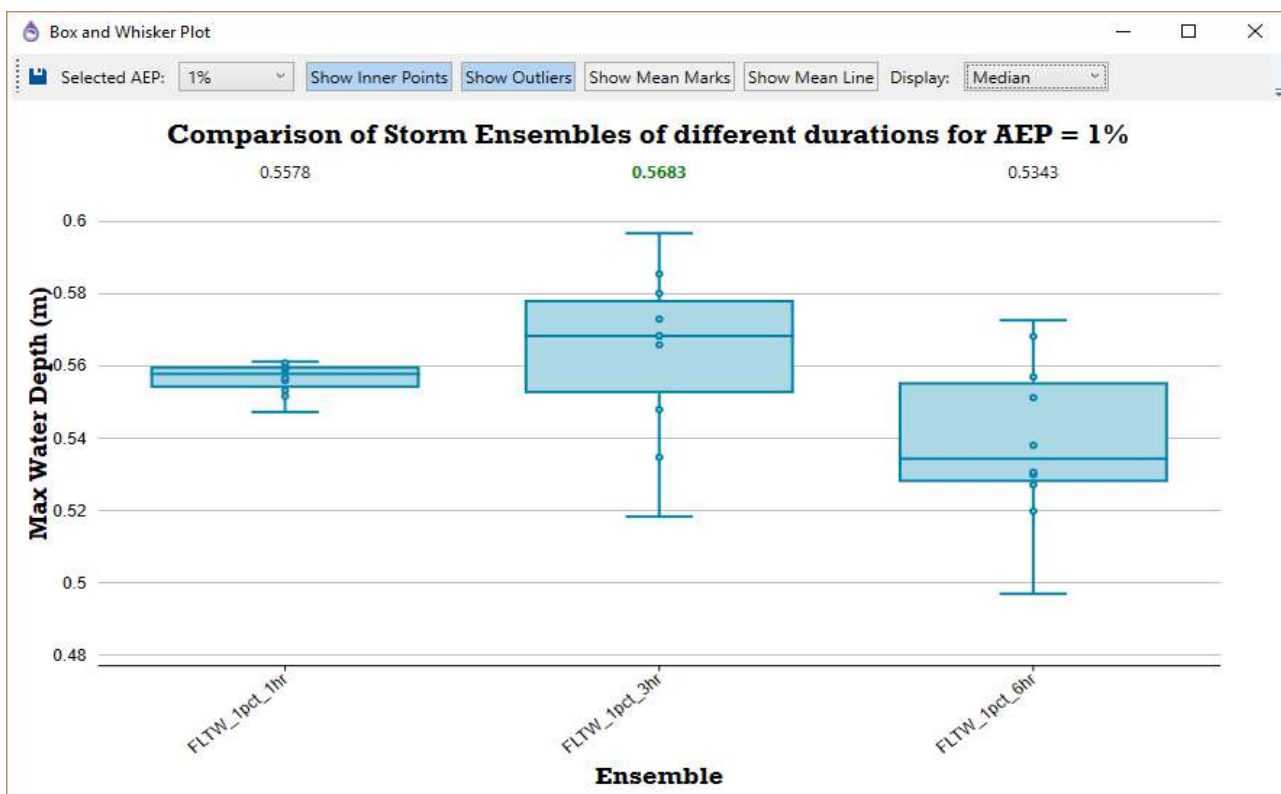 Box and Whisker Plot
Selected AEP: 1% Show Inner Points Show Outliers Show Mean Marks Show Mean Line Display: Median
Comparison of Storm Ensembles of different durations for AEP = 1%
0.5578 0.5683 0.5343
0.6
0.58
0.56
0.54
0.52
0.5
0.48
Max Water Depth (m)
FLTW_1pct_1hr FLTW_1pct_3hr FLTW_1pct_6hr
Ensemble